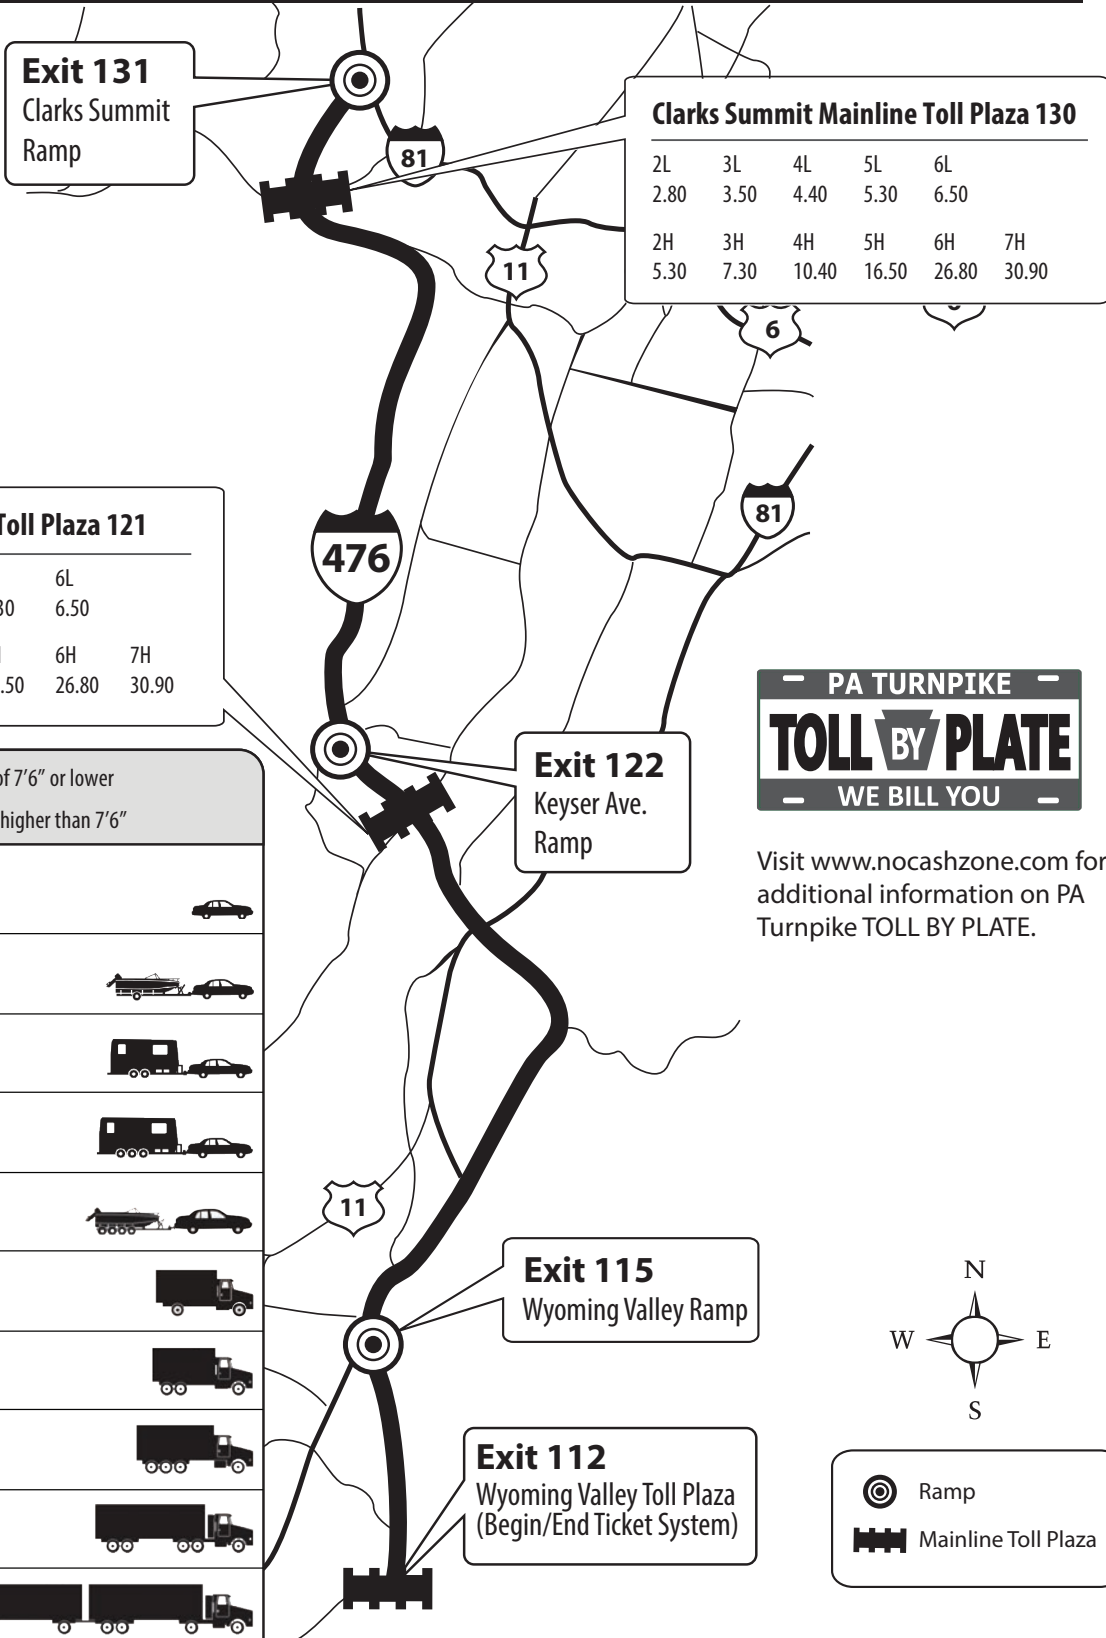 Exit 131
Clarks Summit
Ramp
81
Clarks Summit Mainline Toll Plaza 130
2L 3L 4L 5L 6L
2.80 3.50 4.40 5.30 6.50
2H 3H 4H 5H 6H 7H
5.30 7.30 10.40 16.50 26.80 30.90
11
6
81
Toll Plaza 121
6L
30 6.50
6H 7H
.50 26.80 30.90
476
of 7’6” or lower
higher than 7’6”
Exit 122
Keyser Ave.
Ramp
PA TURNPIKE
TOLL BY PLATE
WE BILL YOU
Visit www.nocashzone.com for
additional information on PA
Turnpike TOLL BY PLATE.
11
Exit 115
Wyoming Valley Ramp
N
W E
S
Exit 112
Wyoming Valley Toll Plaza
(Begin/End Ticket System)
Ramp
Mainline Toll Plaza